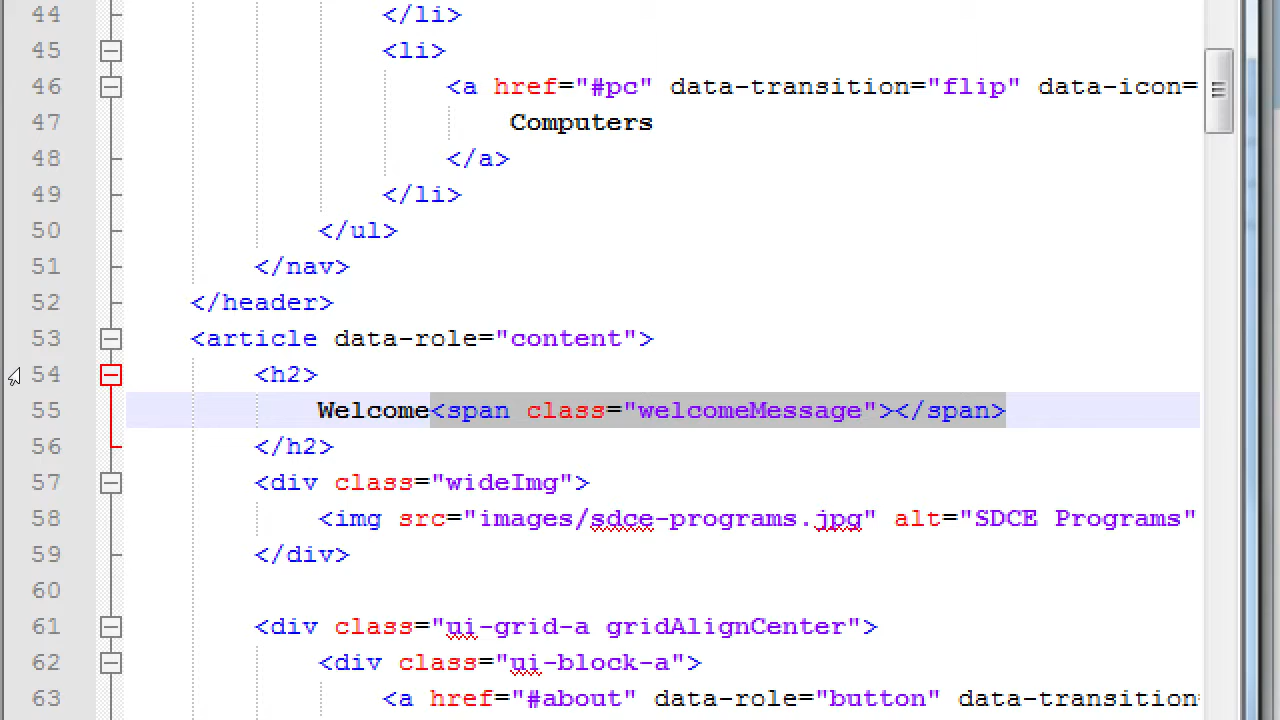 44 </li>
45 <li>
46 <a href="#pc" data-transition="flip" data-icon=
47 Computers
48 </a>
49 </li>
50 </ul>
51 </nav>
52 </header>
53 <article data-role="content">
54 <h2>
55 Welcome<span class="welcomeMessage"></span>
56 </h2>
57 <div class="wideImg">
58 <img src="images/sdce-programs.jpg" alt="SDCE Programs"
59 </div>
60
61 <div class="ui-grid-a gridAlignCenter">
62 <div class="ui-block-a">
63 <a href="#about" data-role="button" data-transition